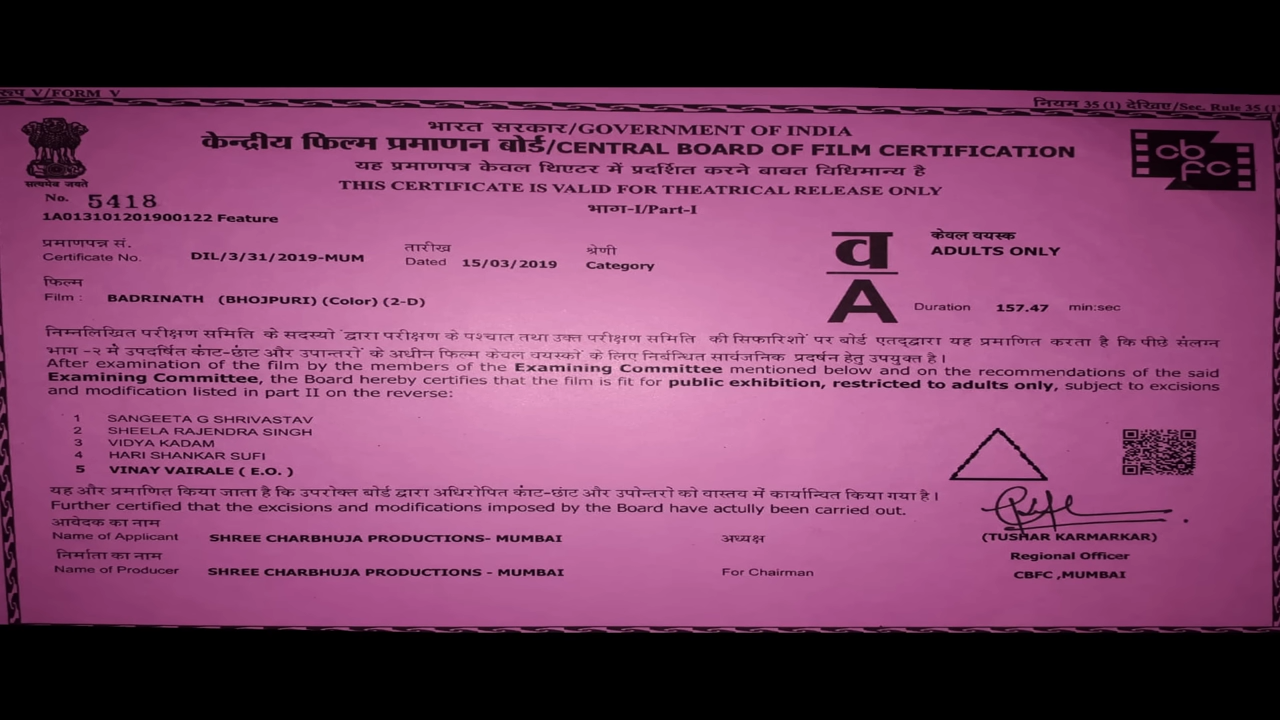 रूप V/FORM V
नियम 35 (1) देखिए/Sec. Rule 35 (1
भारत सरकार/GOVERNMENT OF INDIA
केन्द्रीय फिल्म प्रमाणन बोर्ड/CENTRAL BOARD OF FILM CERTIFICATION
यह प्रमाणपत्र केवल थिएटर में प्रदर्शित करने बाबत विधिमान्य है
THIS CERTIFICATE IS VALID FOR THEATRICAL RELEASE ONLY
सत्यमेव जयते
cbfc
No. 5418
भाग-I/Part-I
1A013101201900122 Feature
प्रमाणपत्र सं. तारीख श्रेणी
Certificate No. DIL/3/31/2019-MUM Dated 15/03/2019 Category
व
A
केवल वयस्क
ADULTS ONLY
फिल्म
Film : BADRINATH (BHOJPURI) (Color) (2-D)
Duration 157.47 min:sec
निम्नलिखित परीक्षण समिति के सदस्यो द्वारा परीक्षण के पश्चात तथा उक्त परीक्षण समिति की सिफारिशों पर बोर्ड एतद्द्वारा यह प्रमाणित करता है कि पीछे संलग्न
भाग -२ में उपदर्षित कांट-छांट और उपान्तरों के अधीन फिल्म केवल वयस्कों के लिए निर्बन्धित सार्वजनिक प्रदर्षन हेतु उपयुक्त है।
After examination of the film by the members of the Examining Committee mentioned below and on the recommendations of the said
Examining Committee, the Board hereby certifies that the film is fit for public exhibition, restricted to adults only, subject to excisions
and modification listed in part II on the reverse:
1 SANGEETA G SHRIVASTAV
2 SHEELA RAJENDRA SINGH
3 VIDYA KADAM
4 HARI SHANKAR SUFI
5 VINAY VAIRALE ( E.O. )
यह और प्रमाणित किया जाता है कि उपरोक्त बोर्ड द्वारा अधिरोपित कांट-छांट और उपोन्तरों को वास्तव में कार्यान्वित किया गया है।
Further certified that the excisions and modifications imposed by the Board have actully been carried out.
आवेदक का नाम
Name of Applicant SHREE CHARBHUJA PRODUCTIONS- MUMBAI
अध्यक्ष
(TUSHAR KARMARKAR)
निर्माता का नाम
Regional Officer
Name of Producer SHREE CHARBHUJA PRODUCTIONS - MUMBAI
For Chairman
CBFC ,MUMBAI